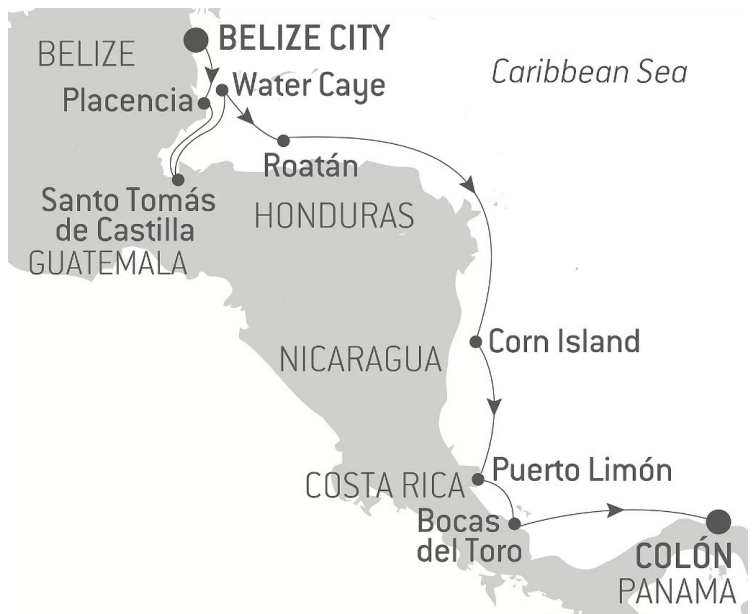 BELIZE CITY
BELIZE
Caribbean Sea
Water Caye
Placencia
Roatán
Santo Tomás
de Castilla
HONDURAS
GUATEMALA
Corn Island
NICARAGUA
Puerto Limón
COSTA RICA
Bocas
del Toro
COLÓN
PANAMA